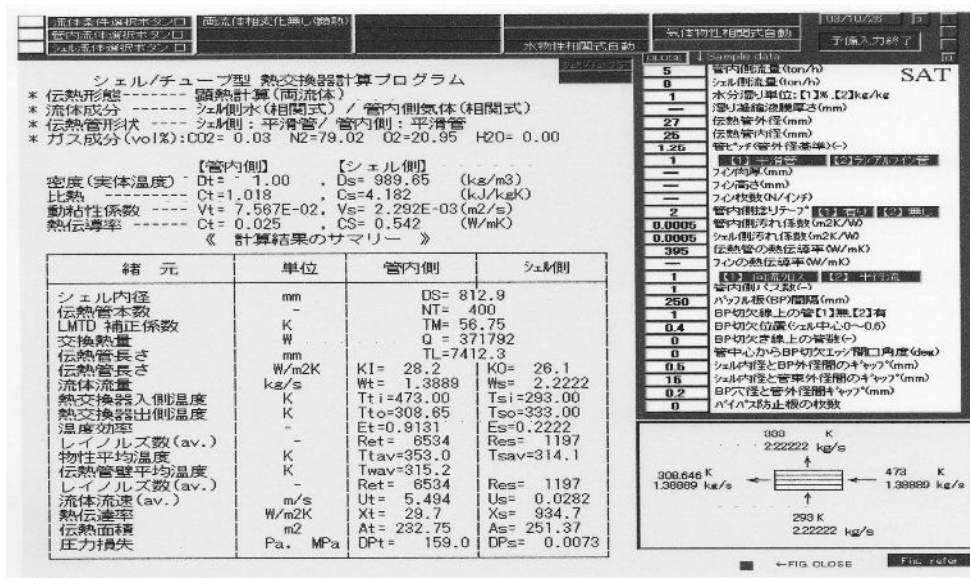 流体条件選択ボタン口 両流体相変化無し(顕熱) 03/10/26
管内流体選択ボタン口 気体物性相関式自動 予備入力終了
シェル流体選択ボタン口 水物性相関式自動
CLOSE ↓Sample data
シェル/チューブ型 熱交換器計算プログラム SAT
* 伝熱形態------- 顕熱計算(両流体)
* 流体成分------- シェル側水(相関式) / 管内側気体(相関式)
* 伝熱管形状 ---- シェル側:平滑管/ 管内側:平滑管
* ガス成分(vol%):CO2= 0.03 N2=79.02 O2=20.95 H2O= 0.00
【管内側】 【シェル側】
密度(実体温度)- Dt= 1.00 , Ds= 989.65 (kg/m3)
比熱 ---------- Ct=1.018 , Cs=4.182 (kJ/kgK)
動粘性係数 ---- Vt= 7.567E-02, Vs= 2.292E-03(m2/s)
熱伝導率------- Ct= 0.025 , CS= 0.542 (W/mK)
《 計算結果のサマリー 》
諸 元 単位 管内側 シェル側
シェル内径 mm DS= 812.9
伝熱管本数 NT= 400
LMTD 補正係数 K TM= 56.75
交換熱量 W Q = 371792
伝熱管長さ mm TL=7412.3
伝熱管長さ W/m2K KI= 28.2 KO= 26.1
流体流量 kg/s Wt= 1.3889 Ws= 2.2222
熱交換器入側温度 K Tti=473.00 Tsi=293.00
熱交換器出側温度 K Tto=308.65 Tso=333.00
温度効率 - Et=0.9131 Es=0.2222
レイノルズ数(av.) - Ret= 6534 Res= 1197
物性平均温度 K Ttav=353.0 Tsav=314.1
伝熱管壁平均温度 K Twav=315.2
レイノルズ数(av.) - Ret= 6534 Res= 1197
流体流速(av.) m/s Ut= 5.494 Us= 0.0282
熱伝達率 W/m2K Xt= 29.7 Xs= 934.7
伝熱面積 m2 At= 232.75 As= 251.37
圧力損失 Pa, MPa DPt= 159.0 DPs= 0.0073
5 管内側流量(ton/h)
8 シェル側流量(ton/h)
1 水分湿り単位:[1]%,[2]kg/kg
— 湿り凝縮液膜厚さ(mm)
27 伝熱管外径(mm)
25 伝熱管内径(mm)
1.25 管ピッチ(管外径基準)(-)
1 [1] 平滑管 [2]ラジアルフィン管
— フィン肉厚(mm)
— フィン高さ(mm)
— フィン枚数(N/インチ)
2 管内側捻りテープ [1] 有り [2] 無し
0.0005 管内側汚れ係数(m2K/W)
0.0005 シェル側汚れ係数(m2K/W)
395 伝熱管の熱伝導率(W/mK)
— フィンの熱伝導率(W/mK)
1 [1] 向流クロス [2] 平行流
1 管内側パス数(-)
250 バッフル板(BP)間隔(mm)
1 BP切欠線上の管[1]無,[2]有
0.4 BP切欠位置(シェル中心0~0.5)
0 BP切欠き線上の管数(-)
0 管中心からBP切欠エッジ開口角度(deg)
0.5 シェル内径とBP外径間のギャップ(mm)
15 シェル内径と管束外径間のギャップ(mm)
0.2 BP穴径と管外径間ギャップ(mm)
0 バイパス防止板の枚数
333 K
2.22222 kg/s
308.646 K 473 K
1.38889 kg/s 1.38889 kg/s
293 K
2.22222 kg/s
←FIG. CLOSE Fig. refer